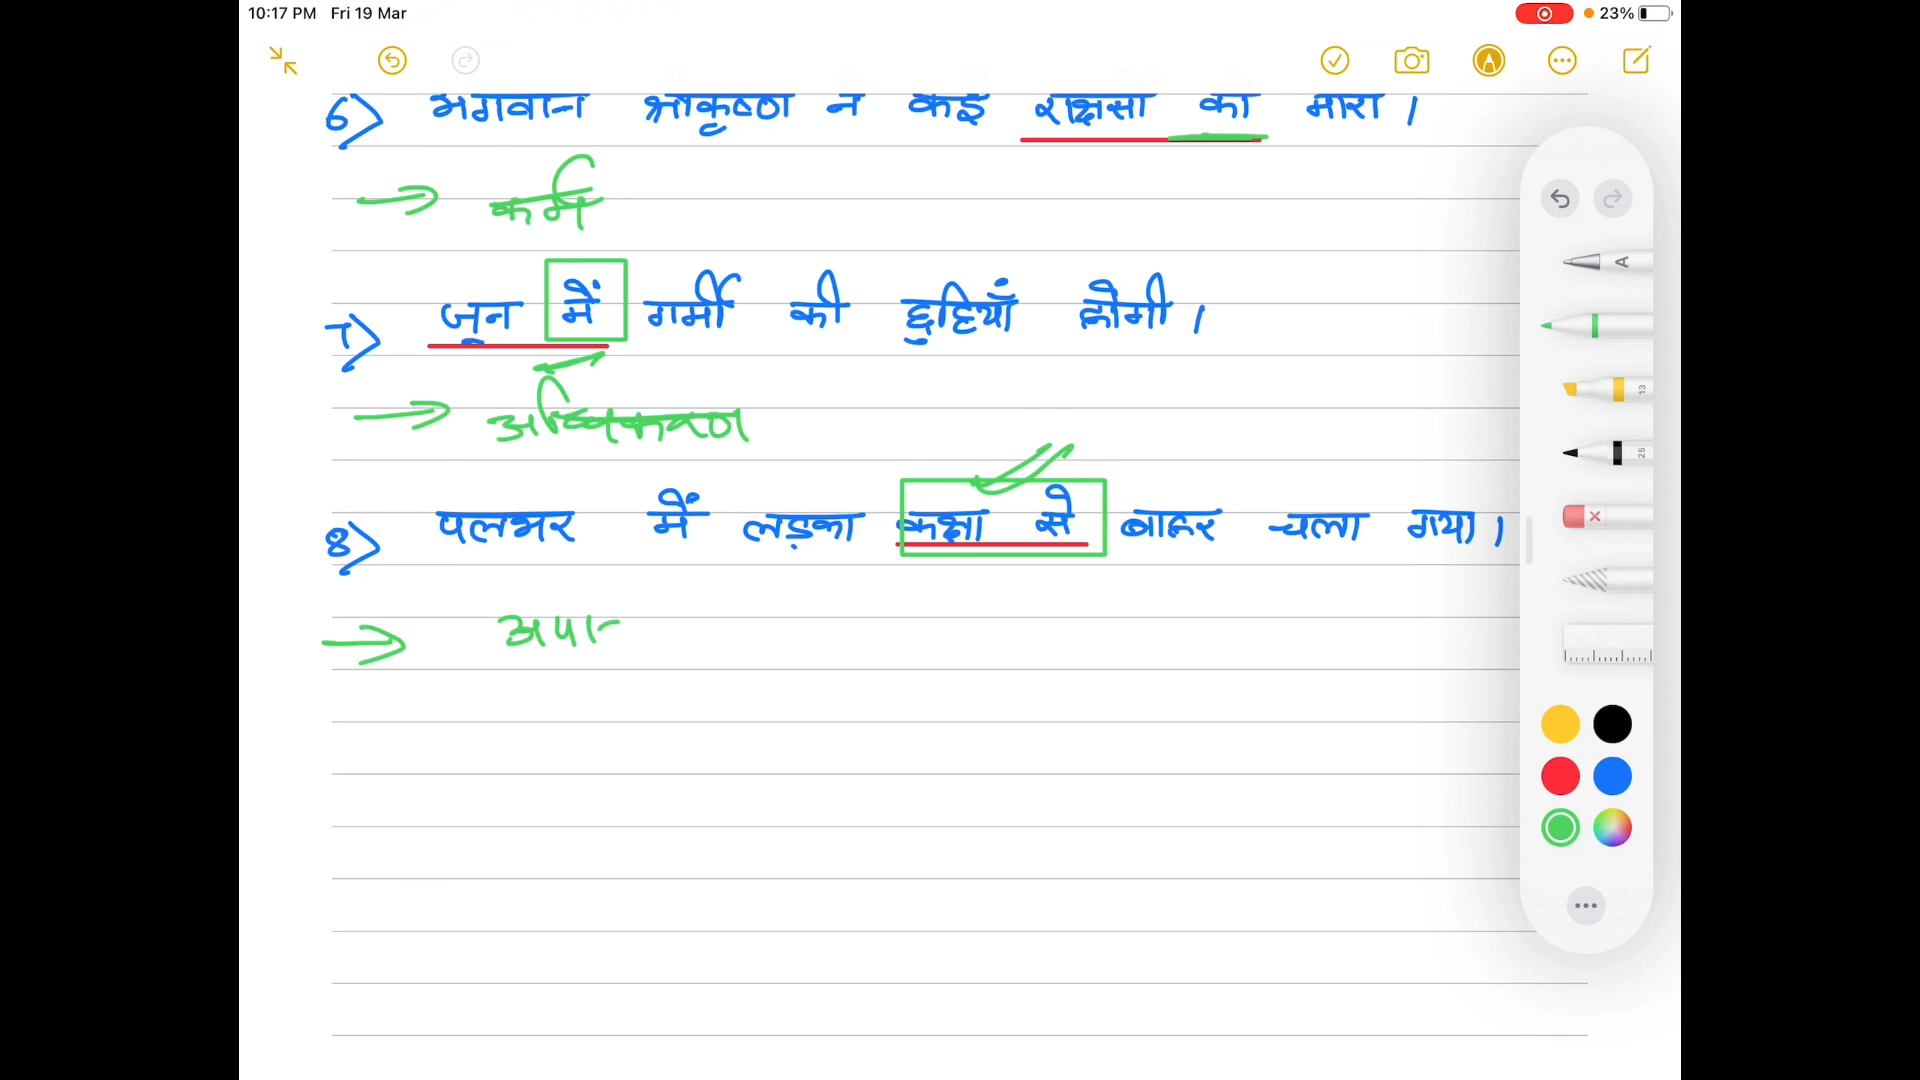 10:17 PM Fri 19 Mar 23%
6) भगवान श्रीकृष्ण ने कई राक्षसों को मारा ।
→ कर्म
7) जून में गर्मी की छुट्टियाँ होंगी ।
→ अधिकरण
8) पलभर में लड़का कक्षा से बाहर चला गया ।
→ अपा